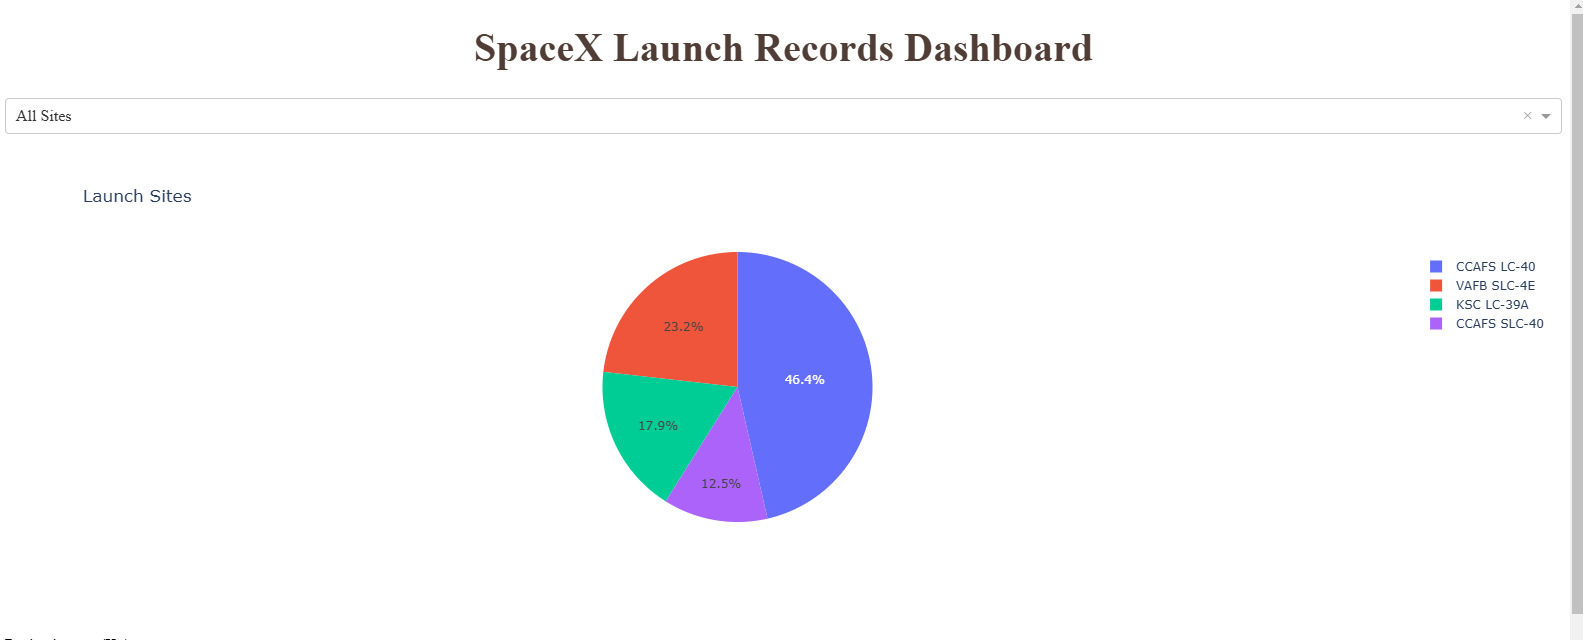 SpaceX Launch Records Dashboard
All Sites
Launch Sites
CCAFS LC-40
VAFB SLC-4E
KSC LC-39A
CCAFS SLC-40
23.2%
46.4%
17.9%
12.5%